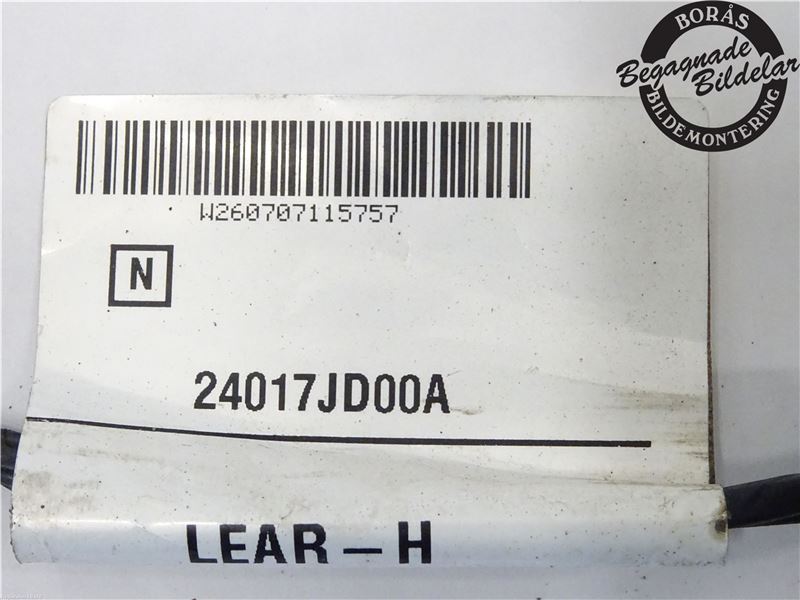 BORÅS
Begagnade
Bildelar
BILDEMONTERING
W260707115757
N
24017JD00A
LEAR – H